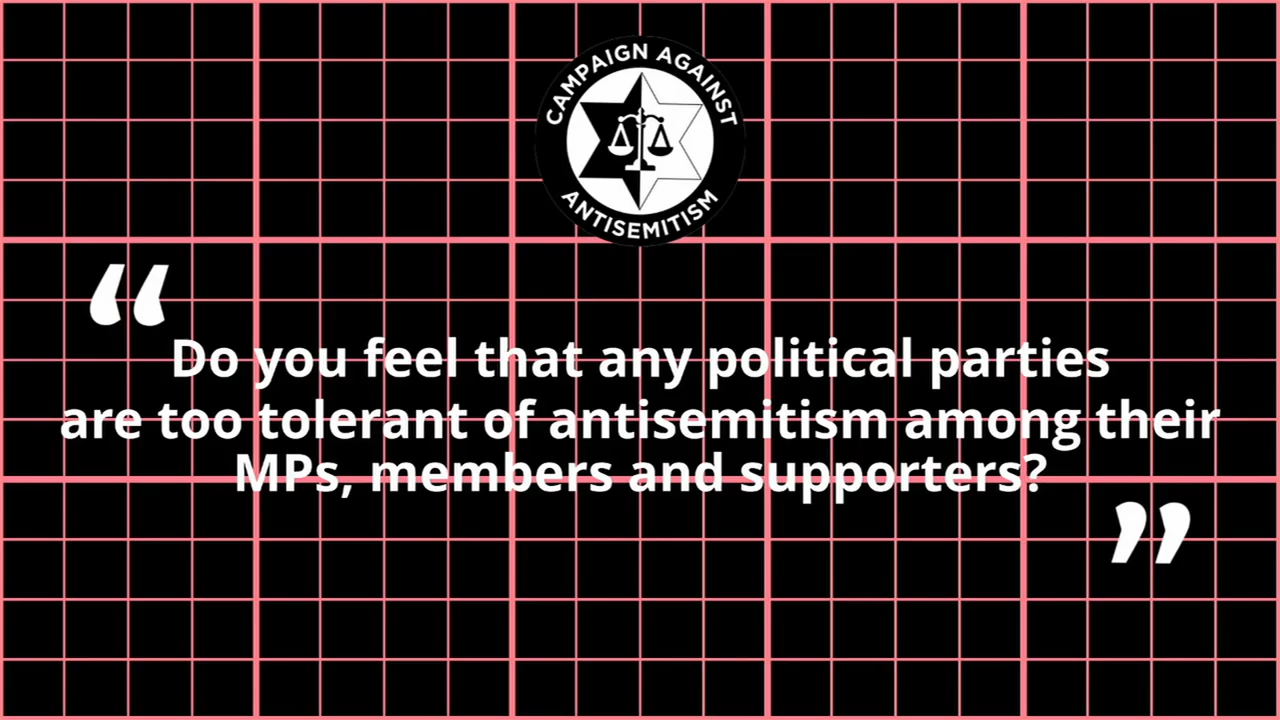 CAMPAIGN AGAINST
ANTISEMITISM
“
Do you feel that any political parties
are too tolerant of antisemitism among their
MPs, members and supporters?
”